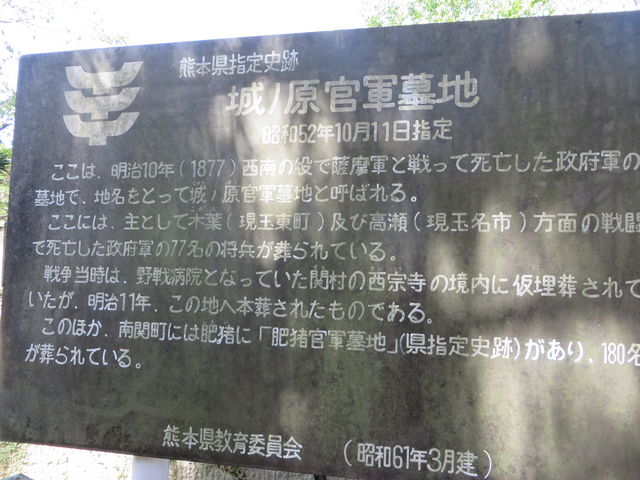 熊本県指定史跡
城ノ原官軍墓地
昭和52年10月11日指定
ここは、明治10年(1877)西南の役で薩摩軍と戦って死亡した政府軍の
墓地で、地名をとって城ノ原官軍墓地と呼ばれる。
ここには、主として木葉(現玉東町)及び高瀬(現玉名市)方面の戦闘
で死亡した政府軍の77名の将兵が葬られている。
戦争当時は、野戦病院となっていた関村の西宗寺の境内に仮埋葬されて
いたが、明治11年、この地へ本葬されたものである。
このほか、南関町には肥猪に「肥猪官軍墓地」(県指定史跡)があり、180名
が葬られている。
熊本県教育委員会 (昭和61年3月建)